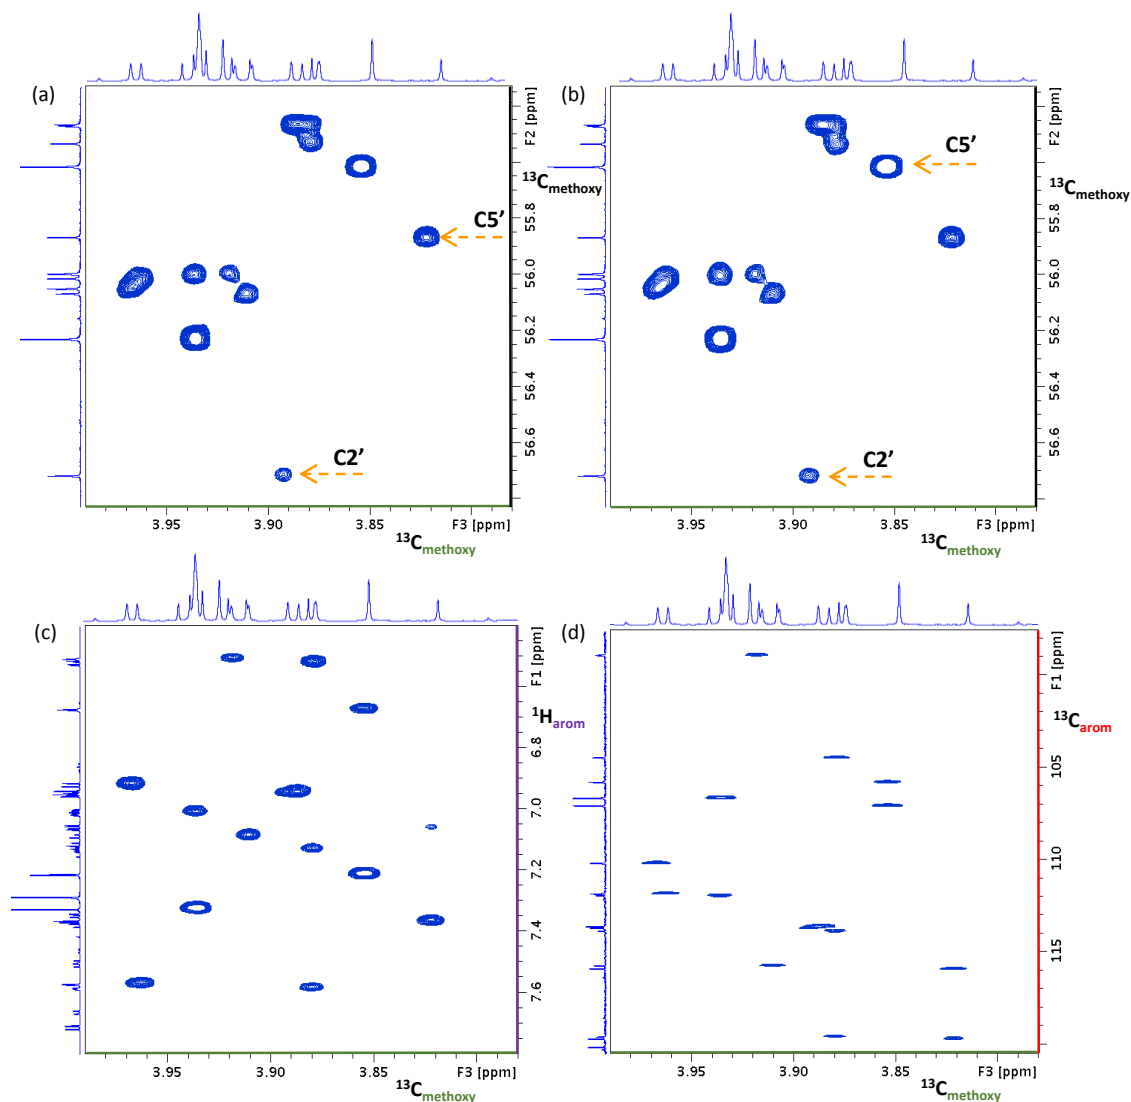 (a)
F2 [ppm]
13Cmethoxy
55.8
56.0
56.2
56.4
56.6
C5’
C2’
3.95
3.90
3.85
F3 [ppm]
13Cmethoxy
(b)
F2 [ppm]
13Cmethoxy
55.8
56.0
56.2
56.4
56.6
C5’
C2’
3.95
3.90
3.85
F3 [ppm]
13Cmethoxy
(c)
F1 [ppm]
1Harom
6.8
7.0
7.2
7.4
7.6
3.95
3.90
3.85
F3 [ppm]
13Cmethoxy
(d)
F1 [ppm]
13Carom
105
110
115
3.95
3.90
3.85
F3 [ppm]
13Cmethoxy